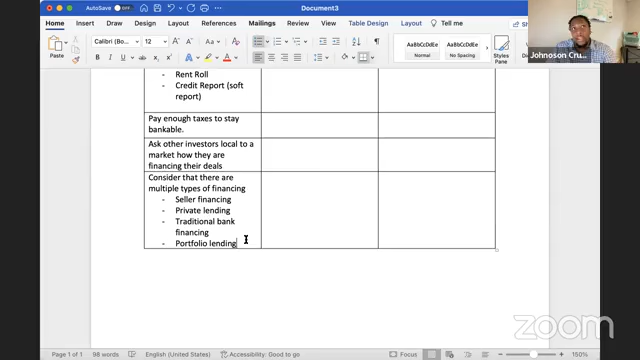 Document3
AutoSave
OFF
Home
Insert
Draw
Design
Layout
References
Mailings
Review
View
Table Design
Layout
Tell me
Share
Paste
Calibri (Bo...
12
AaBbCcDdEe
Normal
AaBbCcDdEe
No Spacing
Styles
Pane
Johnoson Cru...
- Rent Roll
- Credit Report (soft
report)
Pay enough taxes to stay
bankable.
Ask other investors local to a
market how they are
financing their deals
Consider that there are
multiple types of financing
- Seller financing
- Private lending
- Traditional bank
financing
- Portfolio lending
zoom
Page 1 of 1
98 words
English (United States)
Accessibility: Good to go
Focus
150%